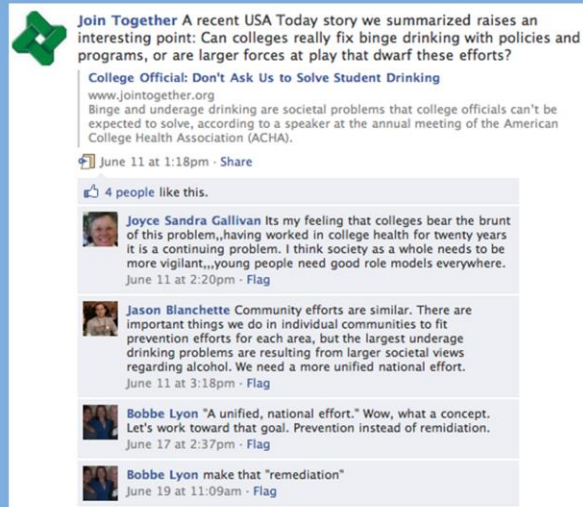 Join Together A recent USA Today story we summarized raises an
interesting point: Can colleges really fix binge drinking with policies and
programs, or are larger forces at play that dwarf these efforts?
College Official: Don't Ask Us to Solve Student Drinking
www.jointogether.org
Binge and underage drinking are societal problems that college officials can't be
expected to solve, according to a speaker at the annual meeting of the American
College Health Association (ACHA).
June 11 at 1:18pm · Share
4 people like this.
Joyce Sandra Gallivan Its my feeling that colleges bear the brunt
of this problem,,having worked in college health for twenty years
it is a continuing problem. I think society as a whole needs to be
more vigilant,,,young people need good role models everywhere.
June 11 at 2:20pm · Flag
Jason Blanchette Community efforts are similar. There are
important things we do in individual communities to fit
prevention efforts for each area, but the largest underage
drinking problems are resulting from larger societal views
regarding alcohol. We need a more unified national effort.
June 11 at 3:18pm · Flag
Bobbe Lyon "A unified, national effort." Wow, what a concept.
Let's work toward that goal. Prevention instead of remidiation.
June 17 at 2:37pm · Flag
Bobbe Lyon make that "remediation"
June 19 at 11:09am · Flag